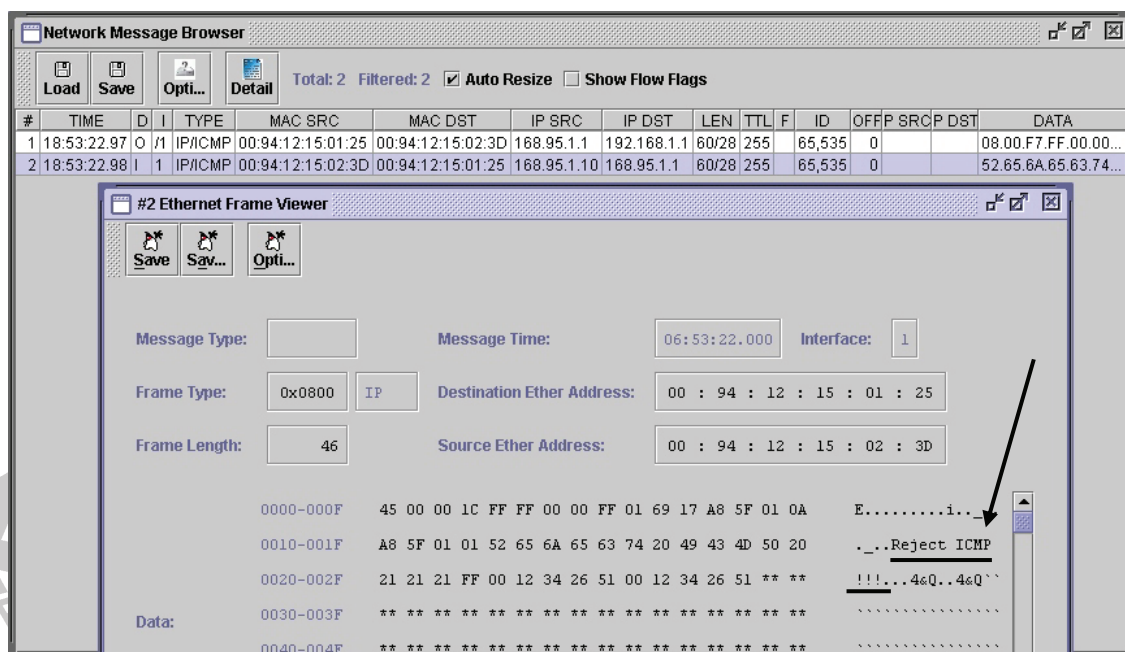 Network Message Browser
Load Save Opti... Detail Total: 2 Filtered: 2 Auto Resize Show Flow Flags
# TIME D I TYPE MAC SRC MAC DST IP SRC IP DST LEN TTL F ID OFF P SRC P DST DATA
1 18:53:22.97 O /1 IP/ICMP 00:94:12:15:01:25 00:94:12:15:02:3D 168.95.1.1 192.168.1.1 60/28 255 65,535 0 08.00.F7.FF.00.00...
2 18:53:22.98 I 1 IP/ICMP 00:94:12:15:02:3D 00:94:12:15:01:25 168.95.1.10 168.95.1.1 60/28 255 65,535 0 52.65.6A.65.63.74...
#2 Ethernet Frame Viewer
Save Sav... Opti...
Message Type: Message Time: 06:53:22.000 Interface: 1
Frame Type: 0x0800 IP Destination Ether Address: 00 : 94 : 12 : 15 : 01 : 25
Frame Length: 46 Source Ether Address: 00 : 94 : 12 : 15 : 02 : 3D
0000-000F 45 00 00 1C FF FF 00 00 FF 01 69 17 A8 5F 01 0A E.........i.._.
0010-001F A8 5F 01 01 52 65 6A 65 63 74 20 49 43 4D 50 20 ._..Reject ICMP
0020-002F 21 21 21 FF 00 12 34 26 51 00 12 34 26 51 ** ** !!!...4&Q..4&Q``
Data:
0030-003F ** ** ** ** ** ** ** ** ** ** ** ** ** ** ** ** ````````````````
0040-004F ** ** ** ** ** ** ** ** ** ** ** ** ** ** ** ** ````````````````